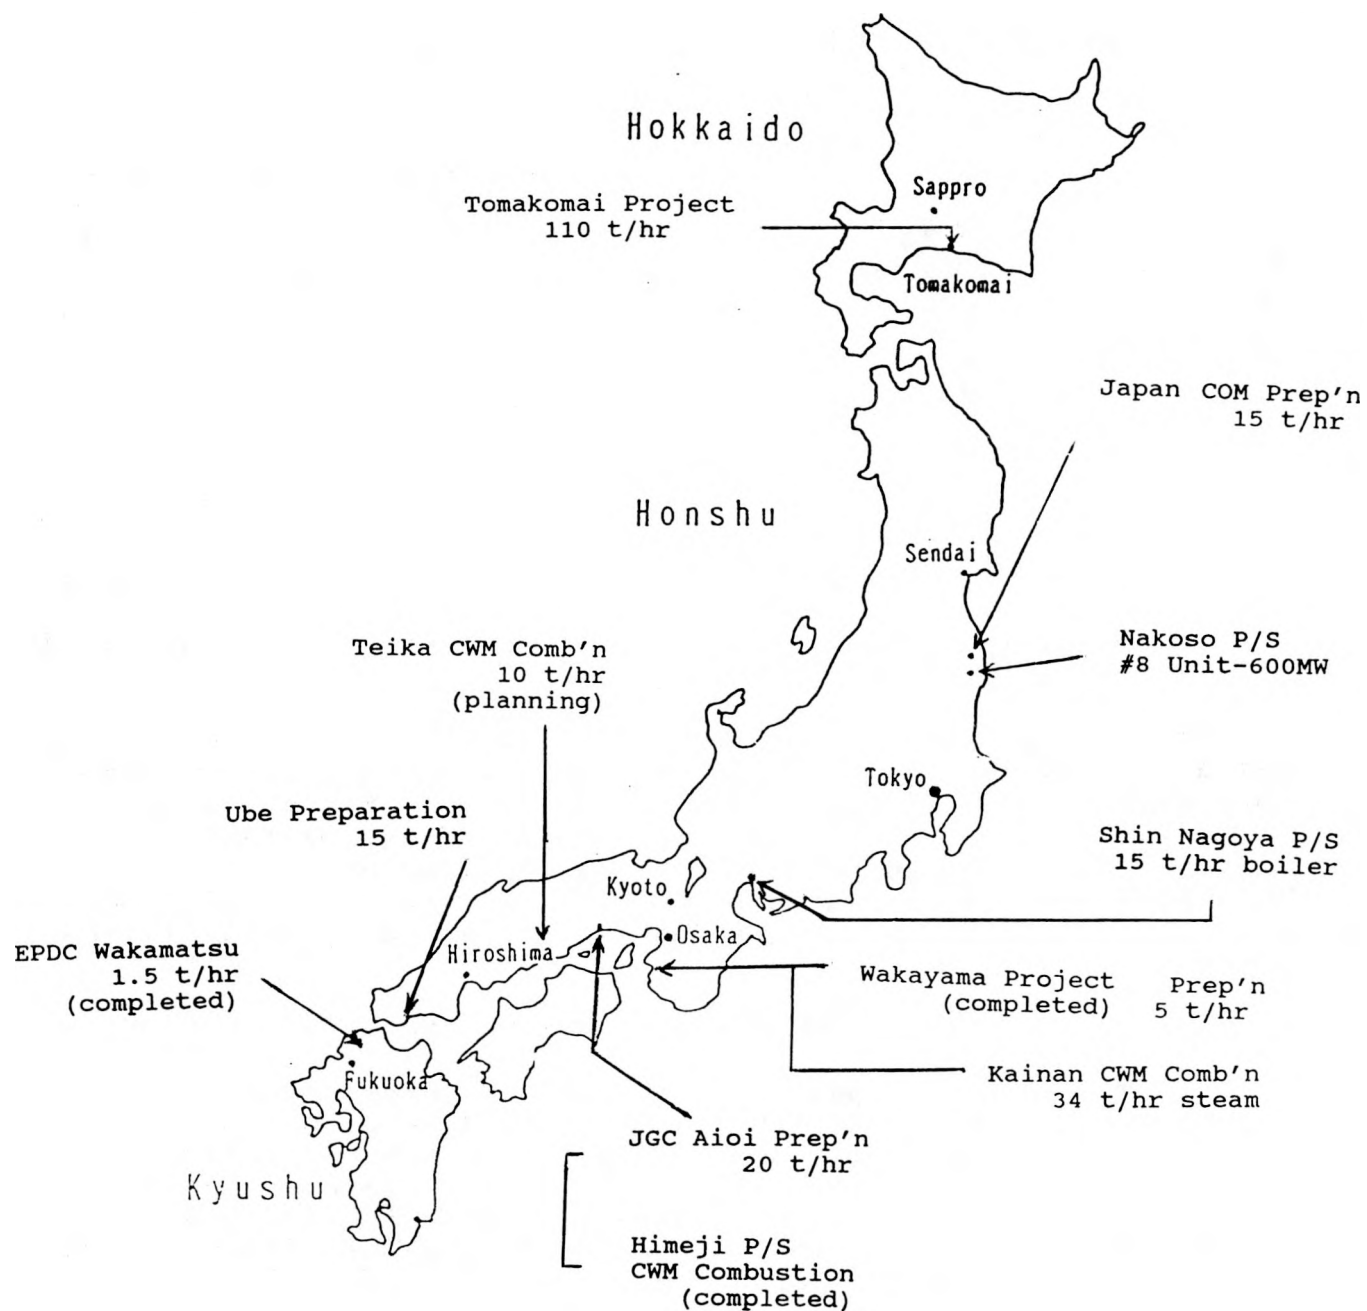 Hokkaido
Sappro
Tomakomai Project
110 t/hr
Tomakomai
Japan COM Prep'n
15 t/hr
Honshu
Sendai
Nakoso P/S
#8 Unit-600MW
Teika CWM Comb'n
10 t/hr
(planning)
Tokyo
Ube Preparation
15 t/hr
Shin Nagoya P/S
15 t/hr boiler
Kyoto
Osaka
Hiroshima
EPDC Wakamatsu
1.5 t/hr
(completed)
Wakayama Project Prep'n
(completed) 5 t/hr
Fukuoka
Kainan CWM Comb'n
34 t/hr steam
JGC Aioi Prep'n
20 t/hr
Kyushu
Himeji P/S
CWM Combustion
(completed)